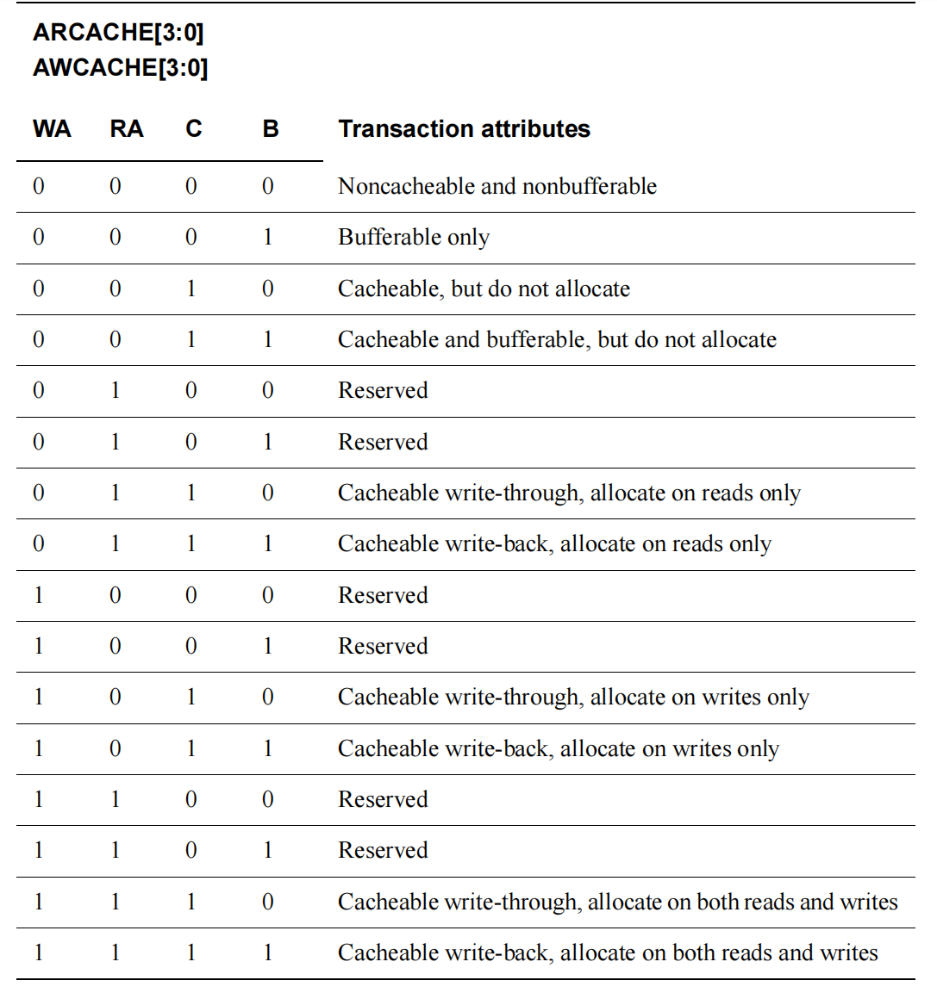 ARCACHE[3:0]
AWCACHE[3:0]
WA RA C B Transaction attributes
0 0 0 0 Noncacheable and nonbufferable
0 0 0 1 Bufferable only
0 0 1 0 Cacheable, but do not allocate
0 0 1 1 Cacheable and bufferable, but do not allocate
0 1 0 0 Reserved
0 1 0 1 Reserved
0 1 1 0 Cacheable write-through, allocate on reads only
0 1 1 1 Cacheable write-back, allocate on reads only
1 0 0 0 Reserved
1 0 0 1 Reserved
1 0 1 0 Cacheable write-through, allocate on writes only
1 0 1 1 Cacheable write-back, allocate on writes only
1 1 0 0 Reserved
1 1 0 1 Reserved
1 1 1 0 Cacheable write-through, allocate on both reads and writes
1 1 1 1 Cacheable write-back, allocate on both reads and writes